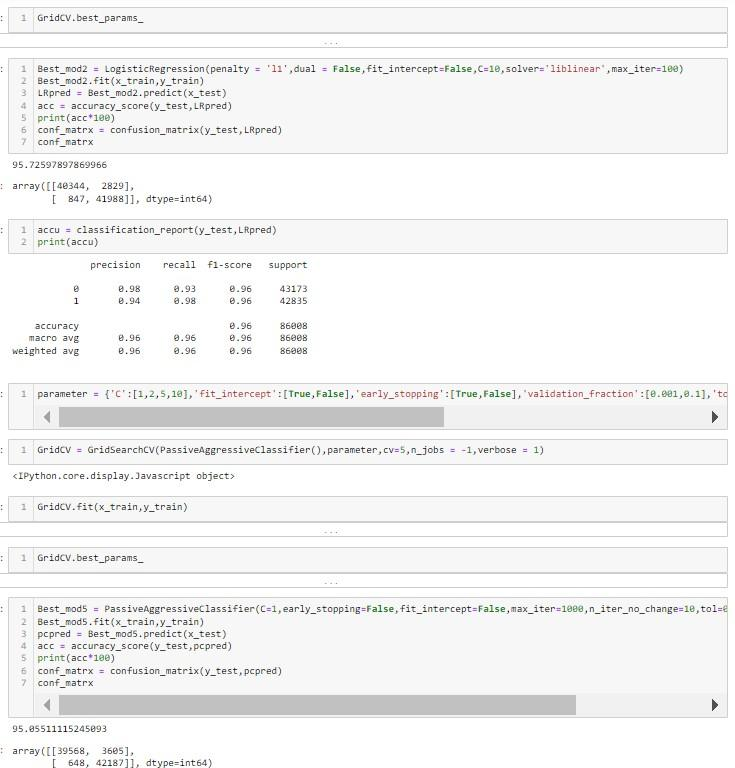 : 1 GridCV.best_params_
...
: 1 Best_mod2 = LogisticRegression(penalty = 'l1',dual = False,fit_intercept=False,C=10,solver='liblinear',max_iter=100)
2 Best_mod2.fit(x_train,y_train)
3 LRpred = Best_mod2.predict(x_test)
4 acc = accuracy_score(y_test,LRpred)
5 print(acc*100)
6 conf_matrx = confusion_matrix(y_test,LRpred)
7 conf_matrx
95.72597897869966
: array([[40344, 2829],
[ 847, 41988]], dtype=int64)
: 1 accu = classification_report(y_test,LRpred)
2 print(accu)
precision recall f1-score support
0 0.98 0.93 0.96 43173
1 0.94 0.98 0.96 42835
accuracy 0.96 86008
macro avg 0.96 0.96 0.96 86008
weighted avg 0.96 0.96 0.96 86008
: 1 parameter = {'C':[1,2,5,10],'fit_intercept':[True,False],'early_stopping':[True,False],'validation_fraction':[0.001,0.1],'to
: 1 GridCV = GridSearchCV(PassiveAggressiveClassifier(),parameter,cv=5,n_jobs = -1,verbose = 1)
<IPython.core.display.Javascript object>
: 1 GridCV.fit(x_train,y_train)
...
: 1 GridCV.best_params_
...
: 1 Best_mod5 = PassiveAggressiveClassifier(C=1,early_stopping=False,fit_intercept=False,max_iter=1000,n_iter_no_change=10,tol=0
2 Best_mod5.fit(x_train,y_train)
3 pcpred = Best_mod5.predict(x_test)
4 acc = accuracy_score(y_test,pcpred)
5 print(acc*100)
6 conf_matrx = confusion_matrix(y_test,pcpred)
7 conf_matrx
95.05511115245093
: array([[39568, 3605],
[ 648, 42187]], dtype=int64)